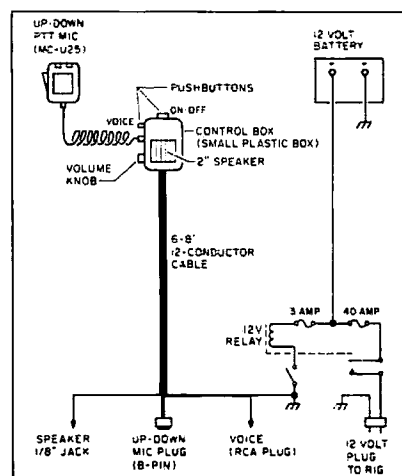 UP-DOWN
PTT MIC
(MC-U25)
12 VOLT
BATTERY
PUSHBUTTONS
ON-OFF
VOICE
CONTROL BOX
(SMALL PLASTIC BOX)
2" SPEAKER
VOLUME
KNOB
6-8'
12-CONDUCTOR
CABLE
3 AMP
40 AMP
12V
RELAY
SPEAKER
1/8" JACK
UP-DOWN
MIC PLUG
(8-PIN)
VOICE
(RCA PLUG)
12 VOLT
PLUG
TO RIG